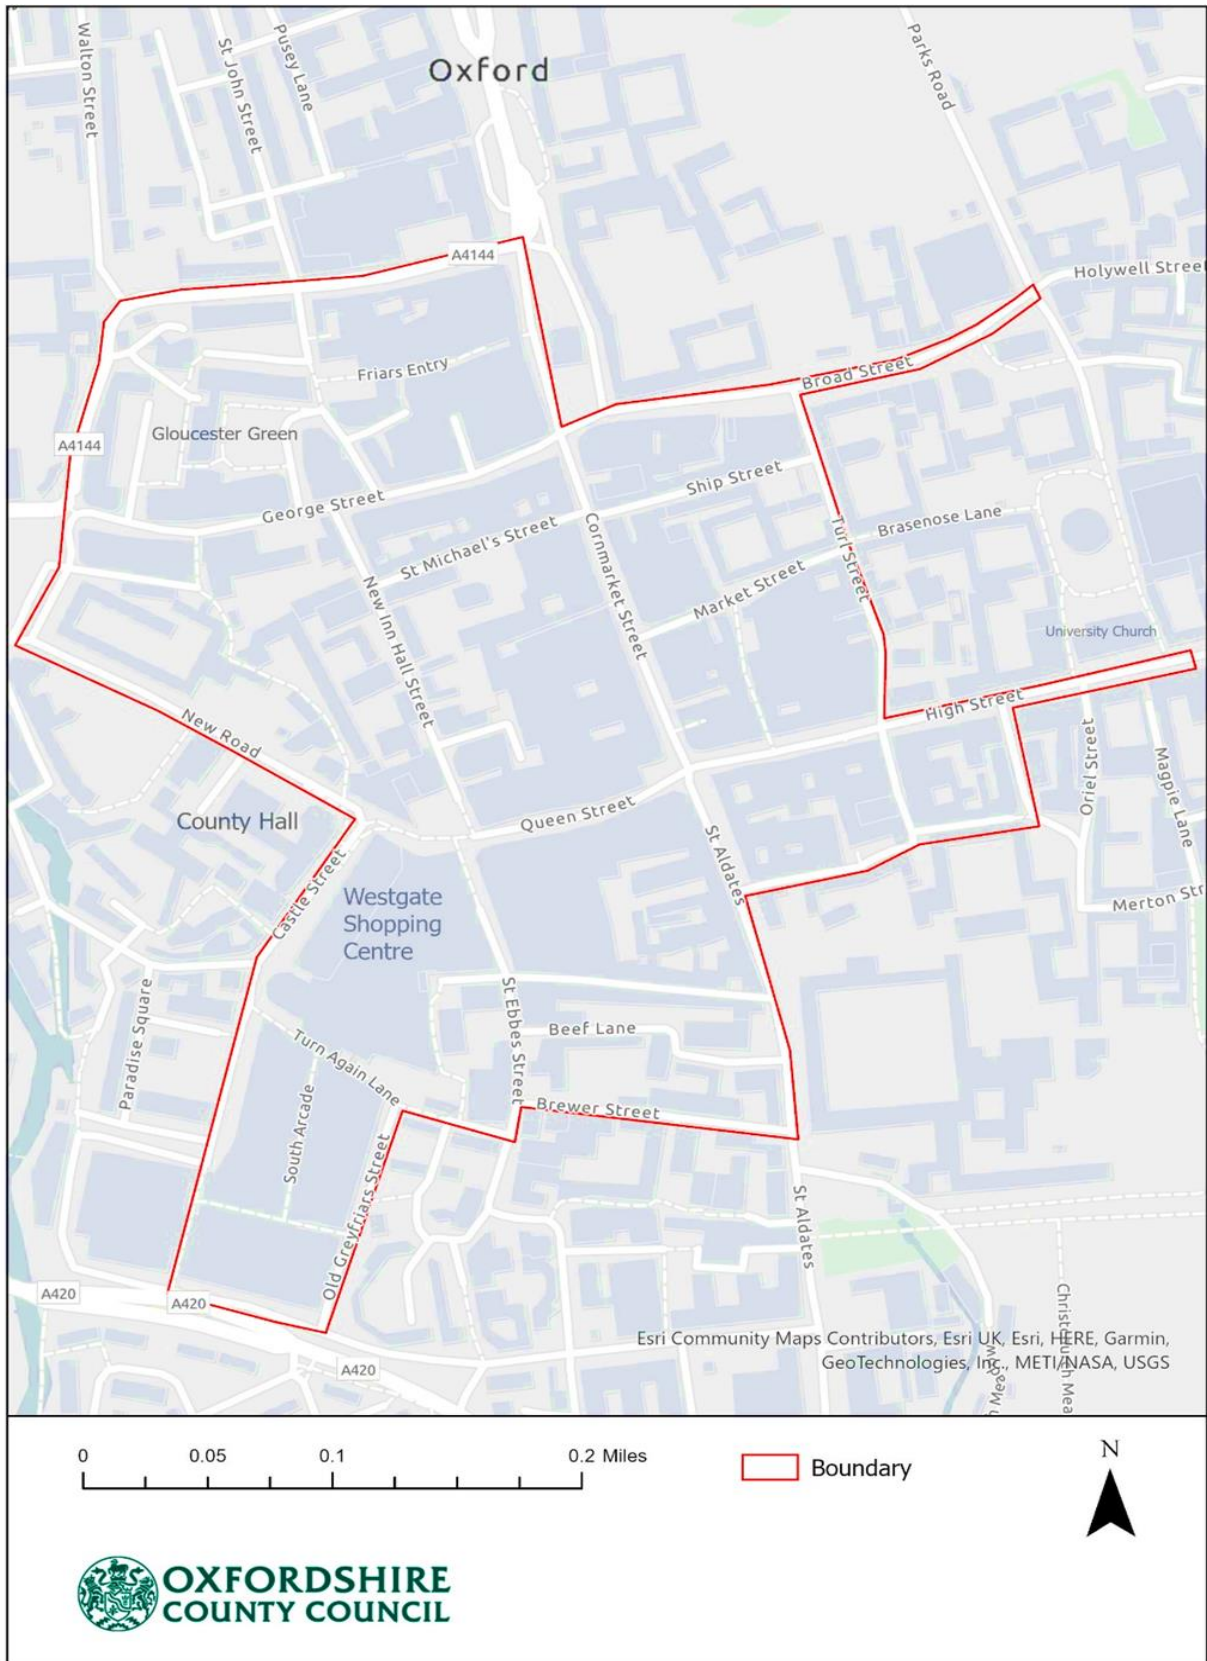 Oxford
Walton Street
St John Street
Pusey Lane
Parks Road
A4144
Holywell Street
Friars Entry
Broad Street
A4144
Gloucester Green
George Street
Ship Street
St Michael's Street
Cornmarket Street
Turl Street
Brasenose Lane
New Inn Hall Street
Market Street
University Church
New Road
High Street
Oriel Street
Magpie Lane
County Hall
Queen Street
St Aldates
Castle Street
Westgate
Shopping
Centre
Merton Str
Paradise Square
St Ebbes Street
Beef Lane
Turn Again Lane
South Arcade
Brewer Street
Old Greyfriars Street
St Aldates
A420
A420
A420
Christchurch Mea
Esri Community Maps Contributors, Esri UK, Esri, HERE, Garmin,
GeoTechnologies, Inc., METI/NASA, USGS
0 0.05 0.1 0.2 Miles
Boundary
N
OXFORDSHIRE
COUNTY COUNCIL